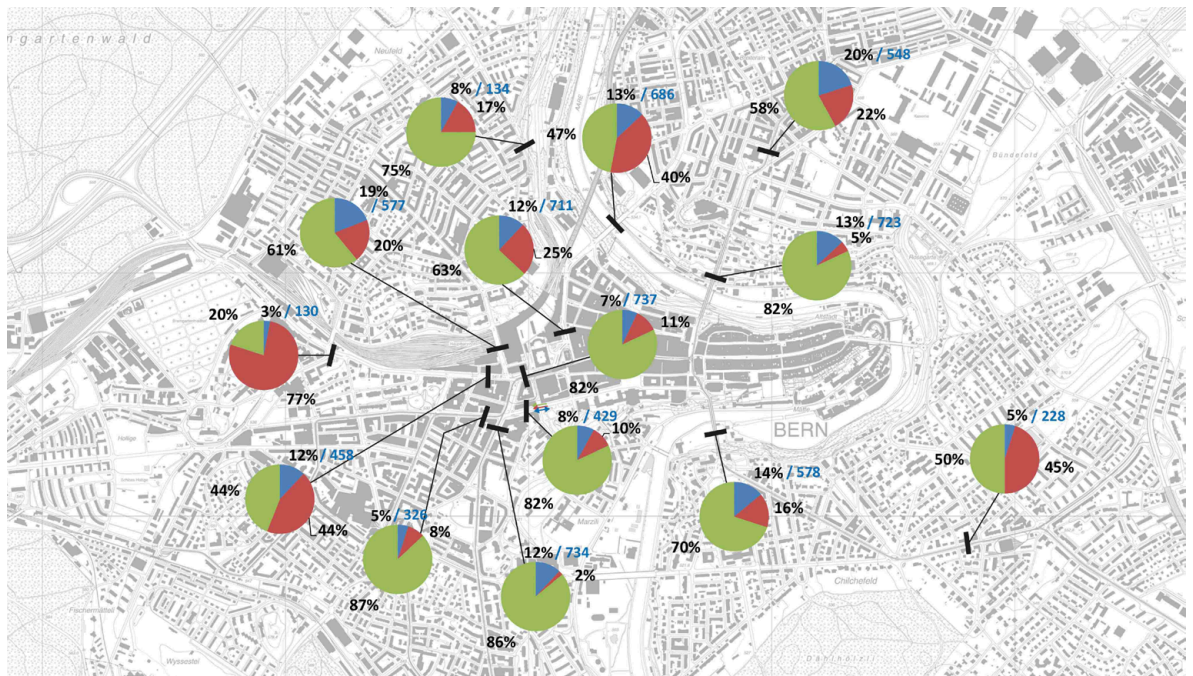 ngartenwald
Neufeld
8% / 134
17%
75%
13% / 686
47%
40%
20% / 548
58%
22%
19%
/ 577
61%
20%
12% / 711
25%
63%
13% / 723
5%
82%
3% / 130
20%
77%
7% / 737
11%
82%
8% / 429
10%
82%
BERN
5% / 228
50%
45%
12% / 458
44%
44%
5% / 326
8%
87%
12% / 734
2%
86%
14% / 578
16%
70%
Marzili
Chilchefeld
Wyssestei
Dählhölzli